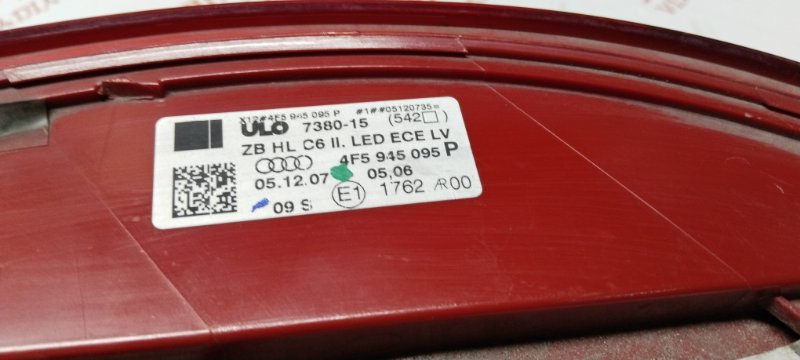 X12#4F5 945 095 P #1##05120735=
ULO 7380-15 (542□)
ZB HL C6 II. LED ECE LV
4F5 945 095 P
05.12.07 05,06
09 S E1 1762 AR00